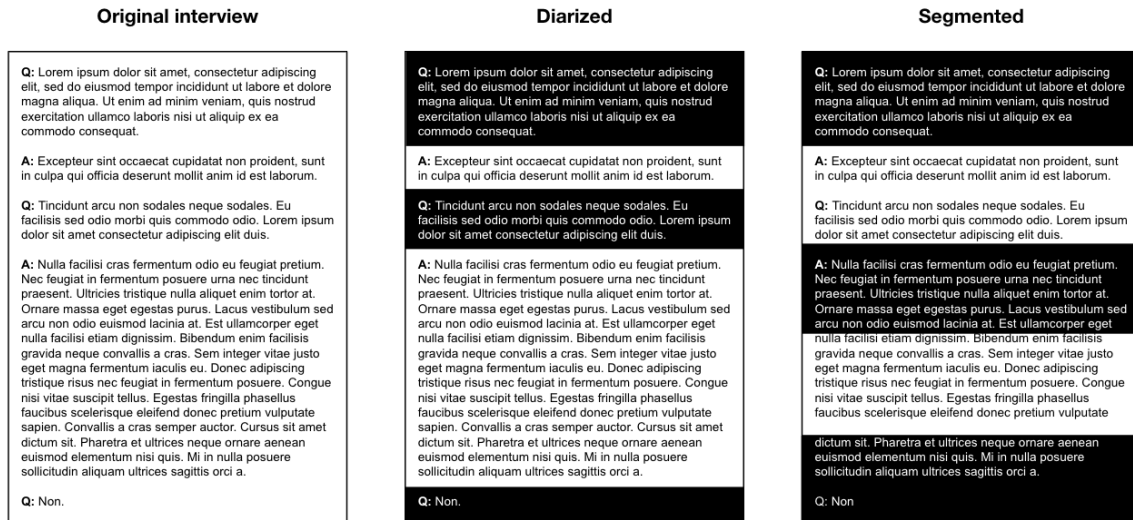 Original interview
Q: Lorem ipsum dolor sit amet, consectetur adipiscing
elit, sed do eiusmod tempor incididunt ut labore et dolore
magna aliqua. Ut enim ad minim veniam, quis nostrud
exercitation ullamco laboris nisi ut aliquip ex ea
commodo consequat.
A: Excepteur sint occaecat cupidatat non proident, sunt
in culpa qui officia deserunt mollit anim id est laborum.
Q: Tincidunt arcu non sodales neque sodales. Eu
facilisis sed odio morbi quis commodo odio. Lorem ipsum
dolor sit amet consectetur adipiscing elit duis.
A: Nulla facilisi cras fermentum odio eu feugiat pretium.
Nec feugiat in fermentum posuere urna nec tincidunt
praesent. Ultricies tristique nulla aliquet enim tortor at.
Ornare massa eget egestas purus. Lacus vestibulum sed
arcu non odio euismod lacinia at. Est ullamcorper eget
nulla facilisi etiam dignissim. Bibendum enim facilisis
gravida neque convallis a cras. Sem integer vitae justo
eget magna fermentum iaculis eu. Donec adipiscing
tristique risus nec feugiat in fermentum posuere. Congue
nisi vitae suscipit tellus. Egestas fringilla phasellus
faucibus scelerisque eleifend donec pretium vulputate
sapien. Convallis a cras semper auctor. Cursus sit amet
dictum sit. Pharetra et ultrices neque ornare aenean
euismod elementum nisi quis. Mi in nulla posuere
sollicitudin aliquam ultrices sagittis orci a.
Q: Non.
Diarized
Q: Lorem ipsum dolor sit amet, consectetur adipiscing
elit, sed do eiusmod tempor incididunt ut labore et dolore
magna aliqua. Ut enim ad minim veniam, quis nostrud
exercitation ullamco laboris nisi ut aliquip ex ea
commodo consequat.
A: Excepteur sint occaecat cupidatat non proident, sunt
in culpa qui officia deserunt mollit anim id est laborum.
Q: Tincidunt arcu non sodales neque sodales. Eu
facilisis sed odio morbi quis commodo odio. Lorem ipsum
dolor sit amet consectetur adipiscing elit duis.
A: Nulla facilisi cras fermentum odio eu feugiat pretium.
Nec feugiat in fermentum posuere urna nec tincidunt
praesent. Ultricies tristique nulla aliquet enim tortor at.
Ornare massa eget egestas purus. Lacus vestibulum sed
arcu non odio euismod lacinia at. Est ullamcorper eget
nulla facilisi etiam dignissim. Bibendum enim facilisis
gravida neque convallis a cras. Sem integer vitae justo
eget magna fermentum iaculis eu. Donec adipiscing
tristique risus nec feugiat in fermentum posuere. Congue
nisi vitae suscipit tellus. Egestas fringilla phasellus
faucibus scelerisque eleifend donec pretium vulputate
sapien. Convallis a cras semper auctor. Cursus sit amet
dictum sit. Pharetra et ultrices neque ornare aenean
euismod elementum nisi quis. Mi in nulla posuere
sollicitudin aliquam ultrices sagittis orci a.
Q: Non.
Segmented
Q: Lorem ipsum dolor sit amet, consectetur adipiscing
elit, sed do eiusmod tempor incididunt ut labore et dolore
magna aliqua. Ut enim ad minim veniam, quis nostrud
exercitation ullamco laboris nisi ut aliquip ex ea
commodo consequat.
A: Excepteur sint occaecat cupidatat non proident, sunt
in culpa qui officia deserunt mollit anim id est laborum.
Q: Tincidunt arcu non sodales neque sodales. Eu
facilisis sed odio morbi quis commodo odio. Lorem ipsum
dolor sit amet consectetur adipiscing elit duis.
A: Nulla facilisi cras fermentum odio eu feugiat pretium.
Nec feugiat in fermentum posuere urna nec tincidunt
praesent. Ultricies tristique nulla aliquet enim tortor at.
Ornare massa eget egestas purus. Lacus vestibulum sed
arcu non odio euismod lacinia at. Est ullamcorper eget
nulla facilisi etiam dignissim. Bibendum enim facilisis
gravida neque convallis a cras. Sem integer vitae justo
eget magna fermentum iaculis eu. Donec adipiscing
tristique risus nec feugiat in fermentum posuere. Congue
nisi vitae suscipit tellus. Egestas fringilla phasellus
faucibus scelerisque eleifend donec pretium vulputate
dictum sit. Pharetra et ultrices neque ornare aenean
euismod elementum nisi quis. Mi in nulla posuere
sollicitudin aliquam ultrices sagittis orci a.
Q: Non